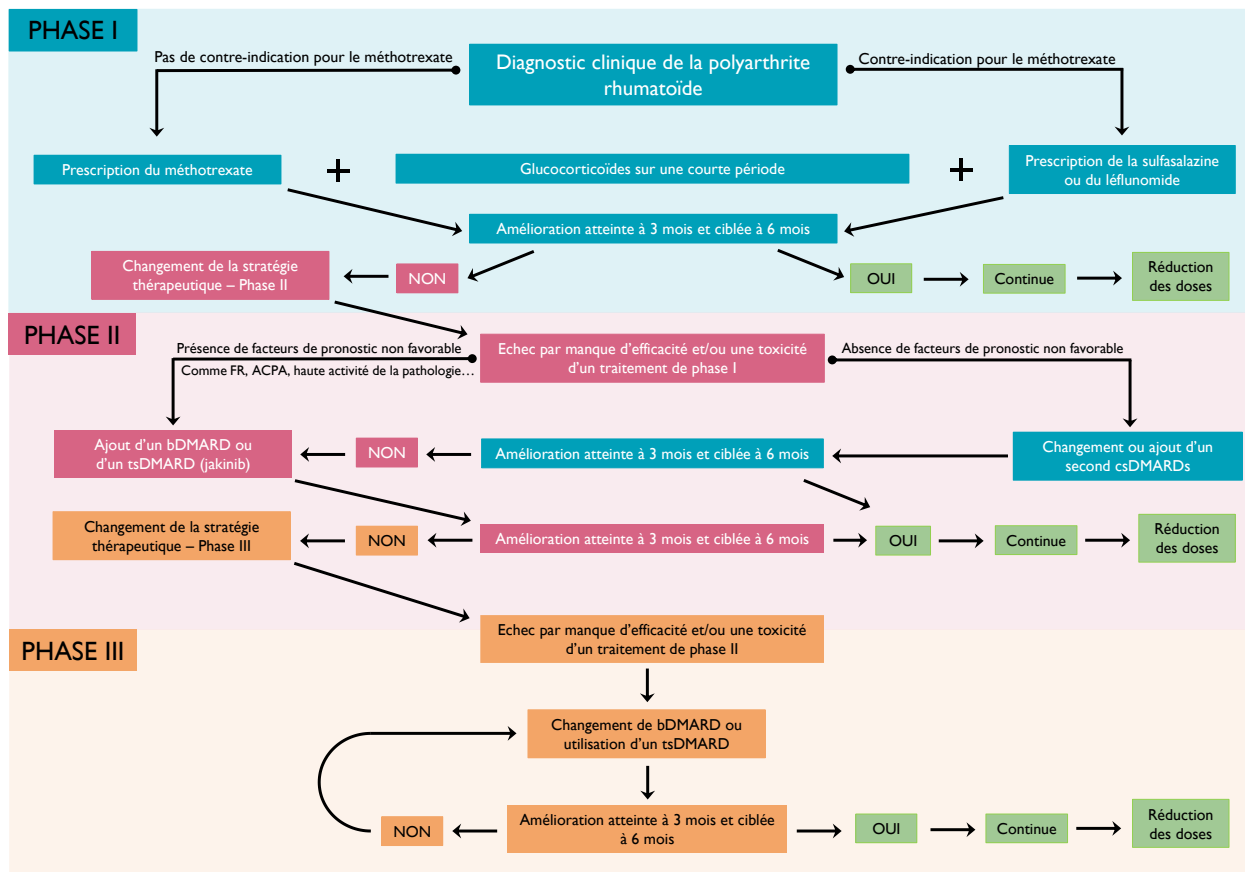 PHASE I
Pas de contre-indication pour le méthotrexate
Diagnostic clinique de la polyarthrite
rhumatoïde
Contre-indication pour le méthotrexate
Prescription du méthotrexate
+
Glucocorticoïdes sur une courte période
+
Prescription de la sulfasalazine
ou du léflunomide
Amélioration atteinte à 3 mois et ciblée à 6 mois
Changement de la stratégie
thérapeutique – Phase II
NON
OUI
Continue
Réduction
des doses
PHASE II
Présence de facteurs de pronostic non favorable
Comme FR, ACPA, haute activité de la pathologie…
Echec par manque d'efficacité et/ou une toxicité
d'un traitement de phase I
Absence de facteurs de pronostic non favorable
Ajout d'un bDMARD ou
d'un tsDMARD (jakinib)
NON
Amélioration atteinte à 3 mois et ciblée à 6 mois
Changement ou ajout d'un
second csDMARDs
Changement de la stratégie
thérapeutique – Phase III
NON
Amélioration atteinte à 3 mois et ciblée à 6 mois
OUI
Continue
Réduction
des doses
Echec par manque d'efficacité et/ou une toxicité
d'un traitement de phase II
PHASE III
Changement de bDMARD ou
utilisation d'un tsDMARD
NON
Amélioration atteinte à 3 mois et ciblée
à 6 mois
OUI
Continue
Réduction
des doses